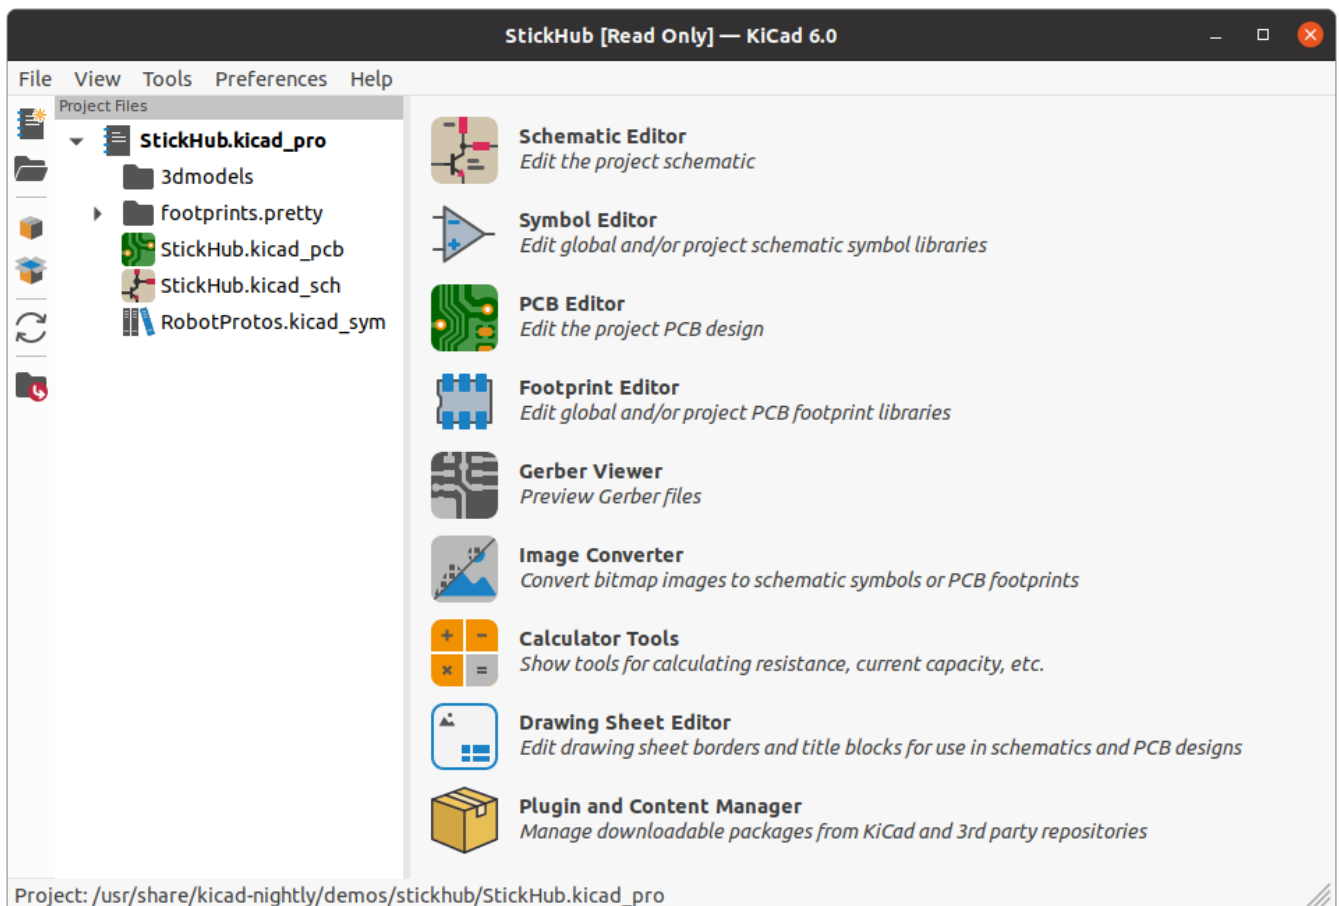 StickHub [Read Only] — KiCad 6.0
File View Tools Preferences Help
Project Files
StickHub.kicad_pro
3dmodels
footprints.pretty
StickHub.kicad_pcb
StickHub.kicad_sch
RobotProtos.kicad_sym
Schematic Editor
Edit the project schematic
Symbol Editor
Edit global and/or project schematic symbol libraries
PCB Editor
Edit the project PCB design
Footprint Editor
Edit global and/or project PCB footprint libraries
Gerber Viewer
Preview Gerber files
Image Converter
Convert bitmap images to schematic symbols or PCB footprints
Calculator Tools
Show tools for calculating resistance, current capacity, etc.
Drawing Sheet Editor
Edit drawing sheet borders and title blocks for use in schematics and PCB designs
Plugin and Content Manager
Manage downloadable packages from KiCad and 3rd party repositories
Project: /usr/share/kicad-nightly/demos/stickhub/StickHub.kicad_pro